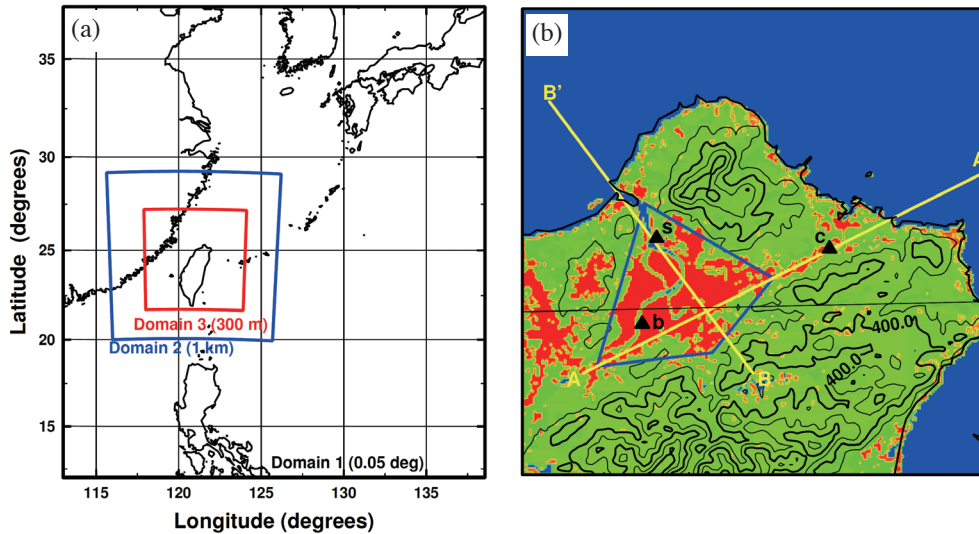 (a)
35
30
25
20
15
Latitude (degrees)
Domain 3 (300 m)
Domain 2 (1 km)
Domain 1 (0.05 deg)
115 120 125 130 135
Longitude (degrees)
(b)
B'
A
s
c
b
400.0
A
B
400.0